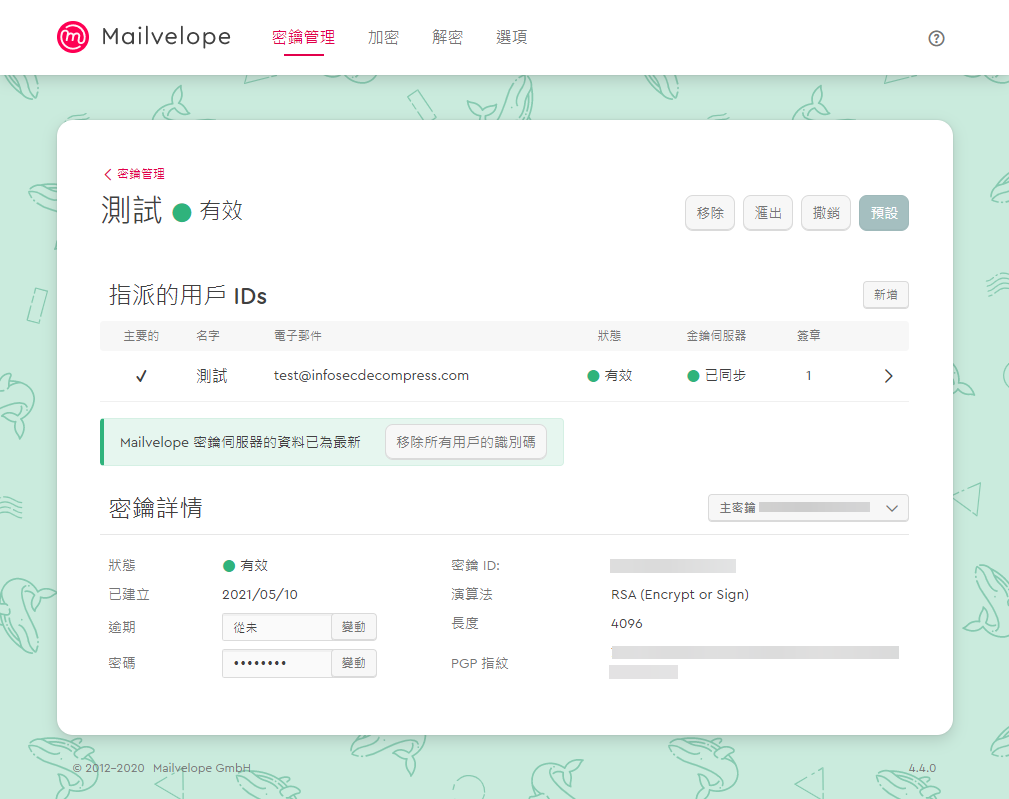 Mailvelope 密鑰管理 加密 解密 選項
密鑰管理
測試 有效 移除 滙出 撤銷 預設
指派的用戶 IDs 新增
主要的 名字 電子郵件 狀態 金鑰伺服器 簽章
測試 test@infosecdecompress.com 有效 已同步 1
Mailvelope 密鑰伺服器的資料已為最新 移除所有用戶的識別碼
密鑰詳情 主密鑰
狀態 有效 密鑰 ID:
已建立 2021/05/10 演算法 RSA (Encrypt or Sign)
逾期 從未 變動 長度 4096
密碼 •••••••• 變動 PGP 指紋
© 2012-2020 Mailvelope GmbH 4.4.0